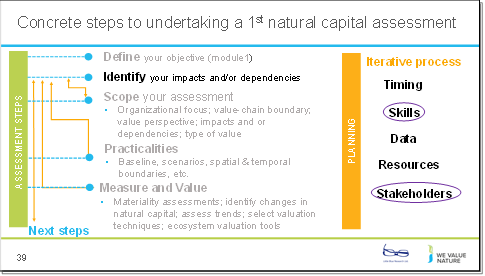 Concrete steps to undertaking a 1st natural capital assessment
ASSESSMENT STEPS
Define your objective (module1)
Identify your impacts and/or dependencies
Scope your assessment
• Organizational focus; value-chain boundary;
value perspective; impacts and or
dependencies; type of value
Practicalities
• Baseline, scenarios, spatial & temporal
boundaries, etc.
Measure and Value
• Materiality assessments; identify changes in
natural capital; assess trends; select valuation
techniques; ecosystem valuation tools
Next steps
PLANNING
Iterative process
Timing
Skills
Data
Resources
Stakeholders
39
WE VALUE
NATURE